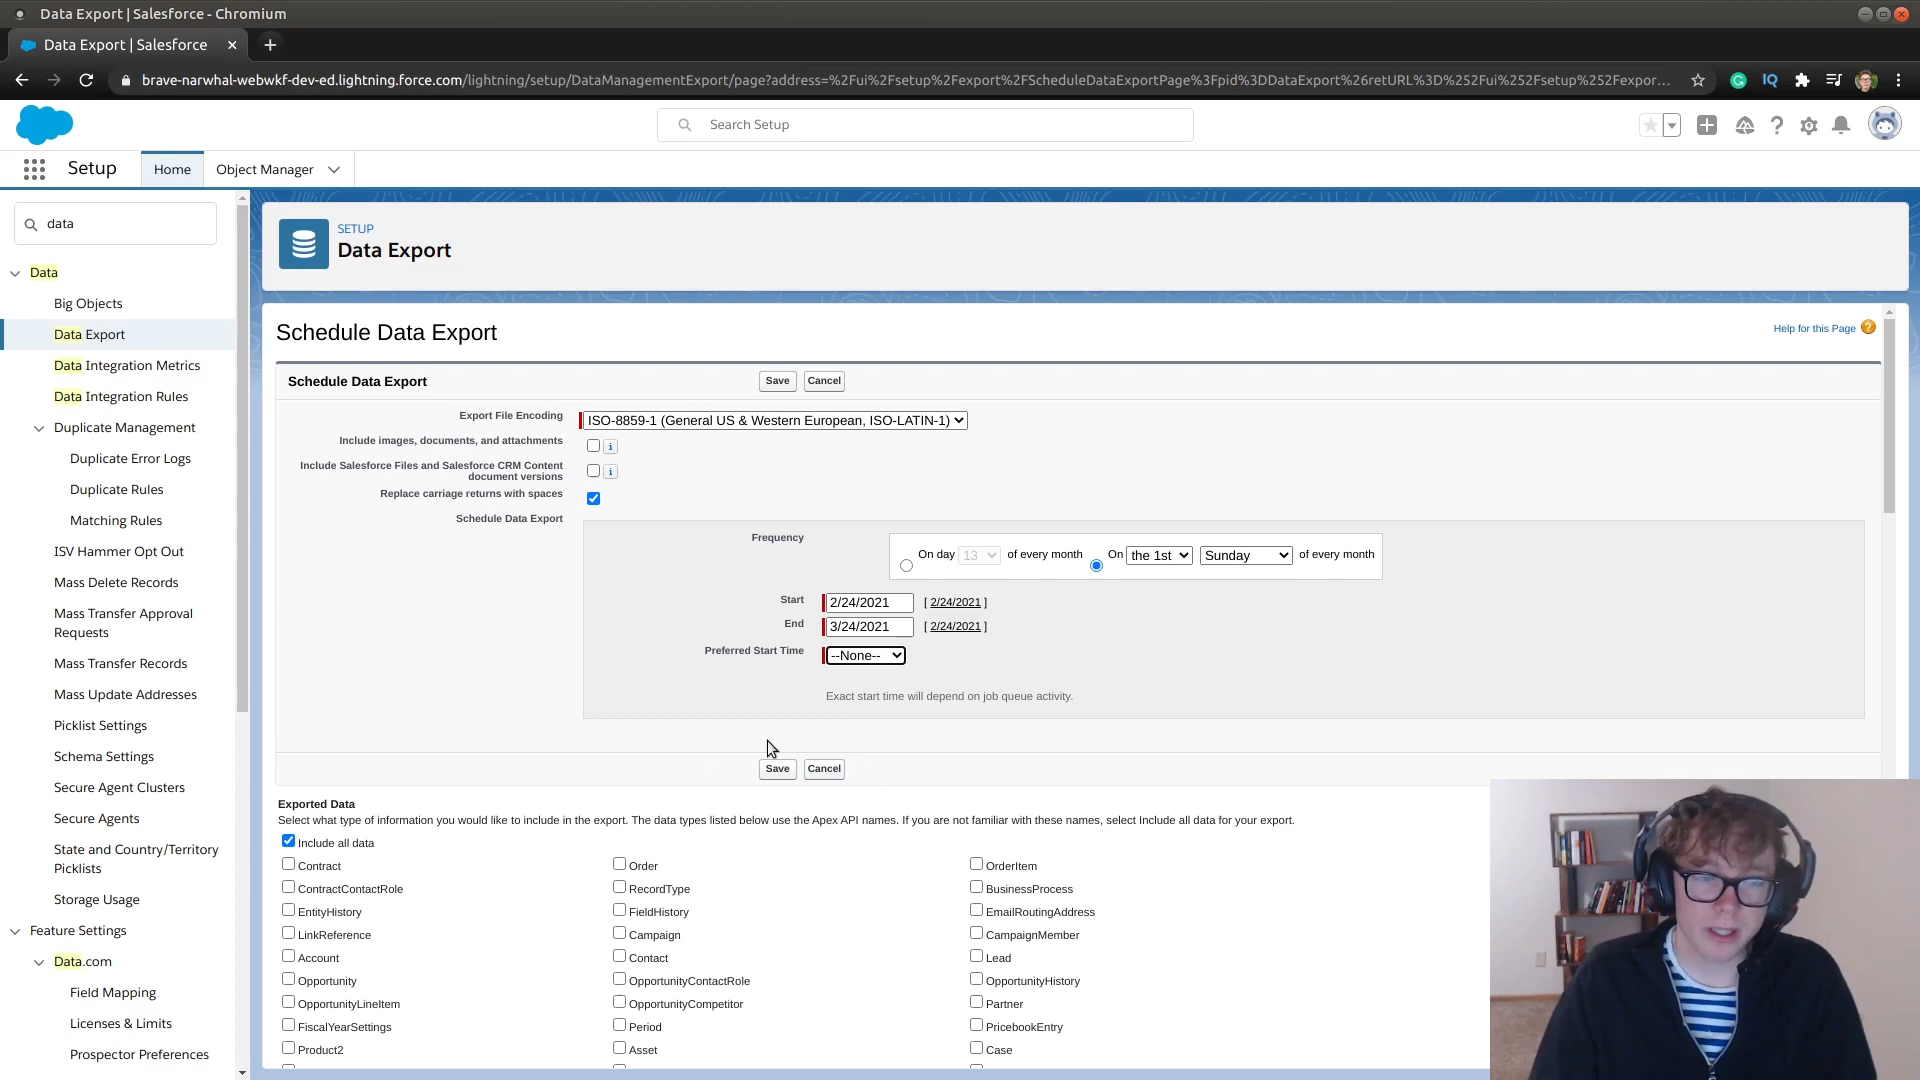 Data Export | Salesforce - Chromium
Data Export | Salesforce
brave-narwhal-webwkf-dev-ed.lightning.force.com/lightning/setup/DataManagementExport/page?address=%2Fui%2Fsetup%2Fexport%2FScheduleDataExportPage%3Fpid%3DDataExport%26retURL%3D%252Fui%252Fsetup%252Fexpor...
IQ
Search Setup
Setup
Home
Object Manager
data
Data
Big Objects
Data Export
Data Integration Metrics
Data Integration Rules
Duplicate Management
Duplicate Error Logs
Duplicate Rules
Matching Rules
ISV Hammer Opt Out
Mass Delete Records
Mass Transfer Approval
Requests
Mass Transfer Records
Mass Update Addresses
Picklist Settings
Schema Settings
Secure Agent Clusters
Secure Agents
State and Country/Territory
Picklists
Storage Usage
Feature Settings
Data.com
Field Mapping
Licenses & Limits
Prospector Preferences
SETUP
Data Export
Schedule Data Export
Help for this Page ?
Schedule Data Export
Save Cancel
Export File Encoding ISO-8859-1 (General US & Western European, ISO-LATIN-1)
Include images, documents, and attachments i
Include Salesforce Files and Salesforce CRM Content
document versions i
Replace carriage returns with spaces
Schedule Data Export
Frequency On day 13 of every month On the 1st Sunday of every month
Start 2/24/2021 [ 2/24/2021 ]
End 3/24/2021 [ 2/24/2021 ]
Preferred Start Time --None--
Exact start time will depend on job queue activity.
Save Cancel
Exported Data
Select what type of information you would like to include in the export. The data types listed below use the Apex API names. If you are not familiar with these names, select Include all data for your export.
Include all data
Contract Order OrderItem
ContractContactRole RecordType BusinessProcess
EntityHistory FieldHistory EmailRoutingAddress
LinkReference Campaign CampaignMember
Account Contact Lead
Opportunity OpportunityContactRole OpportunityHistory
OpportunityLineItem OpportunityCompetitor Partner
FiscalYearSettings Period PricebookEntry
Product2 Asset Case